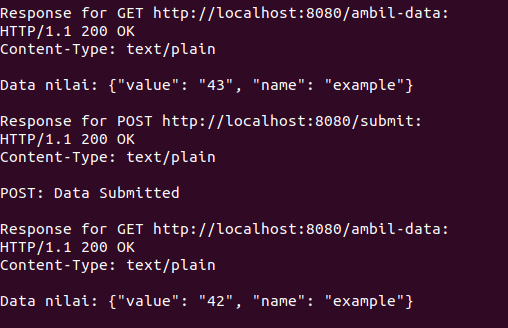 Response for GET http://localhost:8080/ambil-data:
HTTP/1.1 200 OK
Content-Type: text/plain
Data nilai: {"value": "43", "name": "example"}
Response for POST http://localhost:8080/submit:
HTTP/1.1 200 OK
Content-Type: text/plain
POST: Data Submitted
Response for GET http://localhost:8080/ambil-data:
HTTP/1.1 200 OK
Content-Type: text/plain
Data nilai: {"value": "42", "name": "example"}